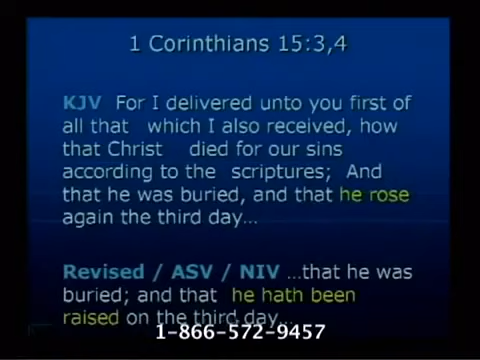 1 Corinthians 15:3,4
KJV For I delivered unto you first of
all that which I also received, how
that Christ died for our sins
according to the scriptures; And
that he was buried, and that he rose
again the third day...
Revised / ASV / NIV ...that he was
buried; and that he hath been
raised on the third day...
1-866-572-9457